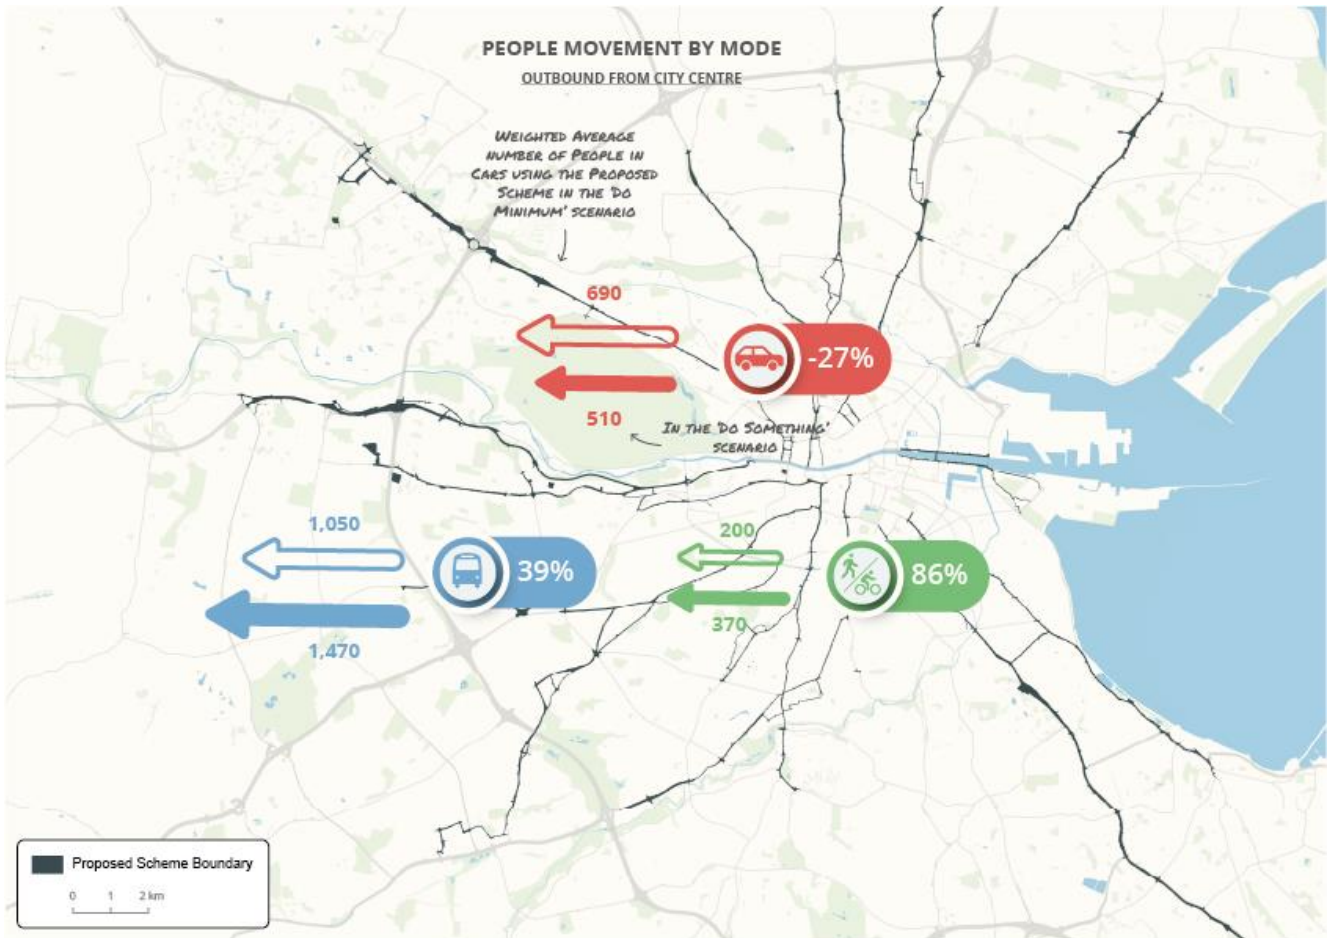 PEOPLE MOVEMENT BY MODE
OUTBOUND FROM CITY CENTRE
WEIGHTED AVERAGE
NUMBER OF PEOPLE IN
CARS USING THE PROPOSED
SCHEME IN THE 'DO
MINIMUM' SCENARIO
690
-27%
510
IN THE 'DO SOMETHING'
SCENARIO
1,050
39%
1,470
200
86%
370
Proposed Scheme Boundary
0 1 2 km